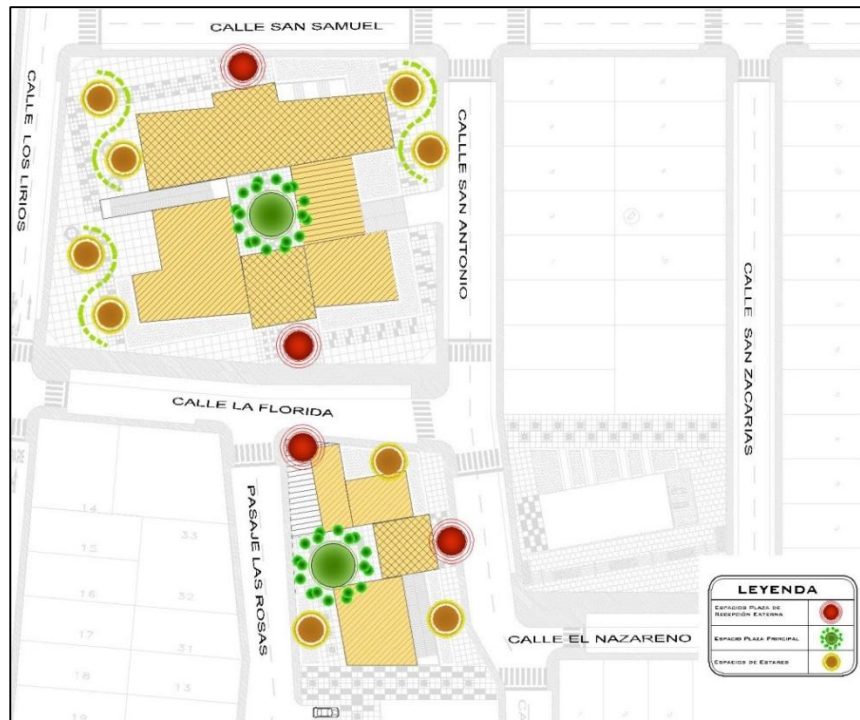 CALLE SAN SAMUEL
CALLE LOS LIRIOS
CALLLE SAN ANTONIO
CALLE SAN ZACARIAS
CALLE LA FLORIDA
PASAJE LAS ROSAS
14
33
15
16
32
17
31
18
13
19
CALLE EL NAZARENO
LEYENDA
ESPACIOS PLAZA DE
RECEPCIÓN EXTERNA
ESPACIO PLAZA PRINCIPAL
ESPACIOS DE ESTARES